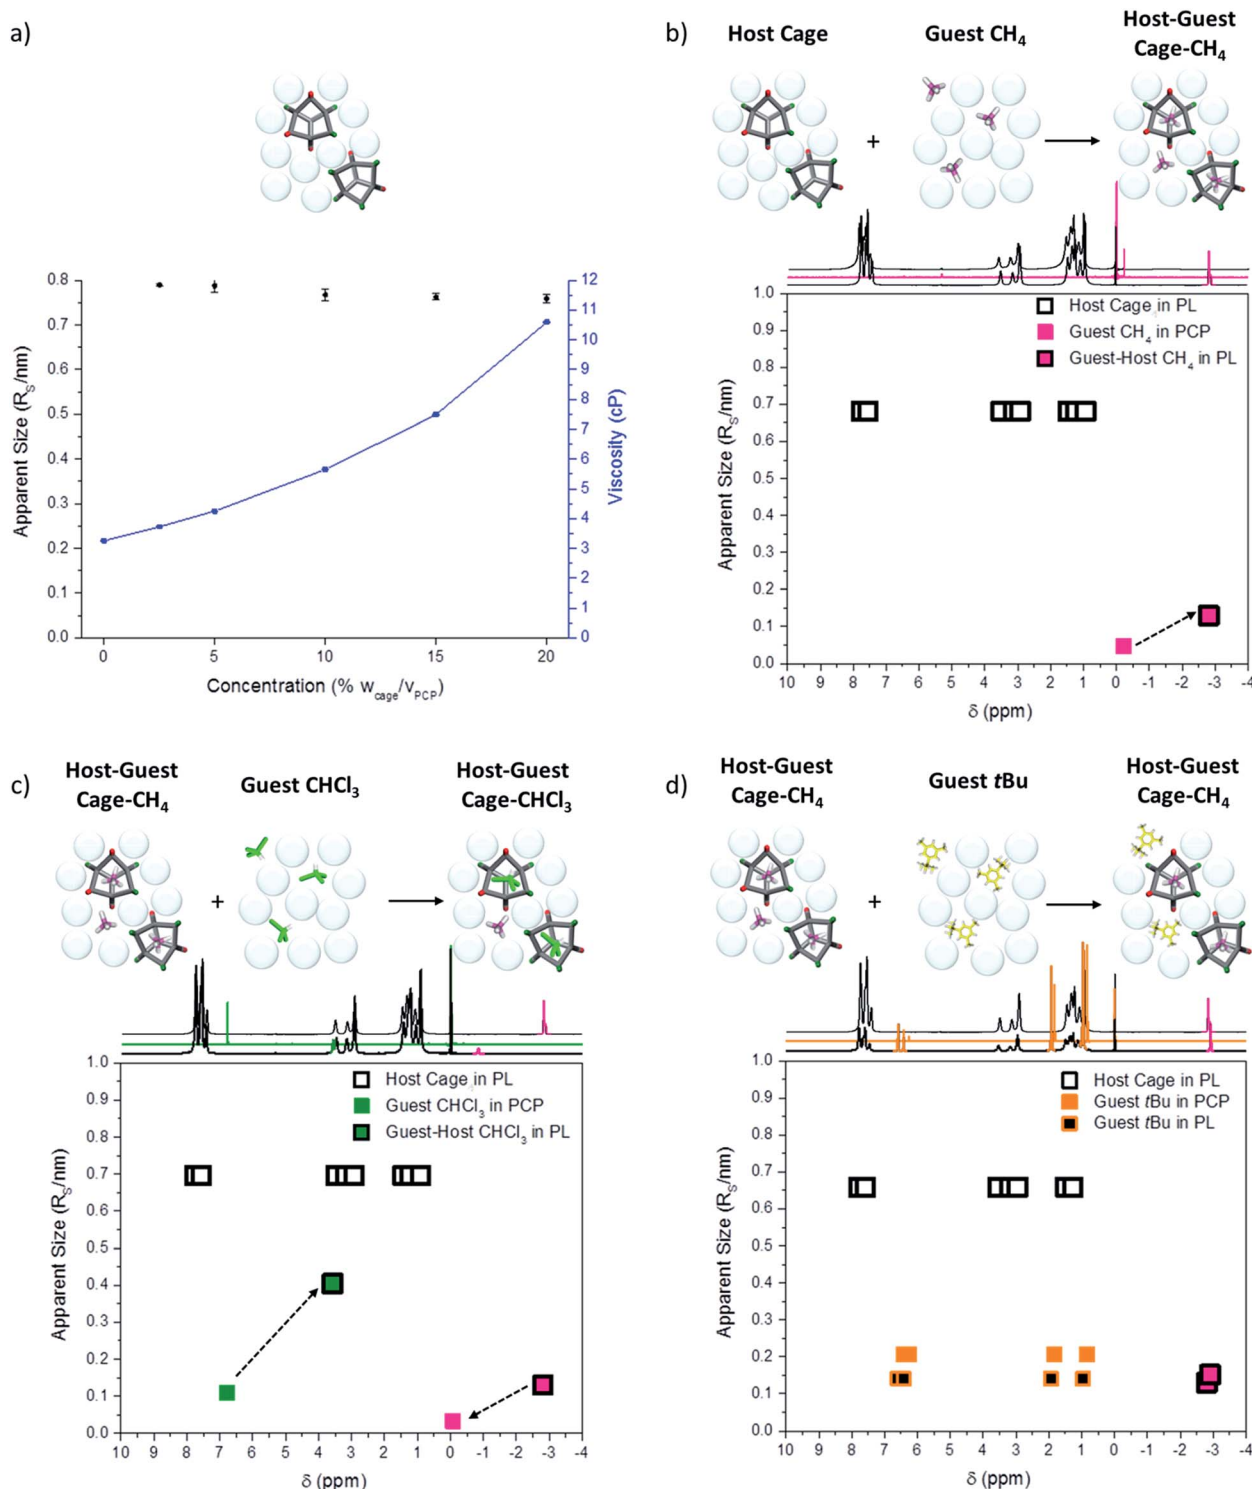 a)
0.8
0.7
0.6
0.5
0.4
0.3
0.2
0.1
0.0
Apparent Size (R_S/nm)
12
11
10
9
8
7
6
5
4
3
2
1
0
Viscosity (cP)
0 5 10 15 20
Concentration (% w_cage/v_PCP)
b)
Host Cage
Guest CH₄
Host-Guest
Cage-CH₄
+
1.0
0.9
0.8
0.7
0.6
0.5
0.4
0.3
0.2
0.1
0.0
Apparent Size (R_S/nm)
Host Cage in PL
Guest CH₄ in PCP
Guest-Host CH₄ in PL
10 9 8 7 6 5 4 3 2 1 0 -1 -2 -3 -4
δ (ppm)
c)
Host-Guest
Cage-CH₄
Guest CHCl₃
Host-Guest
Cage-CHCl₃
+
1.0
0.9
0.8
0.7
0.6
0.5
0.4
0.3
0.2
0.1
0.0
Apparent Size (R_S/nm)
Host Cage in PL
Guest CHCl₃ in PCP
Guest-Host CHCl₃ in PL
10 9 8 7 6 5 4 3 2 1 0 -1 -2 -3 -4
δ (ppm)
d)
Host-Guest
Cage-CH₄
Guest tBu
Host-Guest
Cage-CH₄
+
1.0
0.9
0.8
0.7
0.6
0.5
0.4
0.3
0.2
0.1
0.0
Apparent Size (R_S/nm)
Host Cage in PL
Guest tBu in PCP
Guest tBu in PL
10 9 8 7 6 5 4 3 2 1 0 -1 -2 -3 -4
δ (ppm)